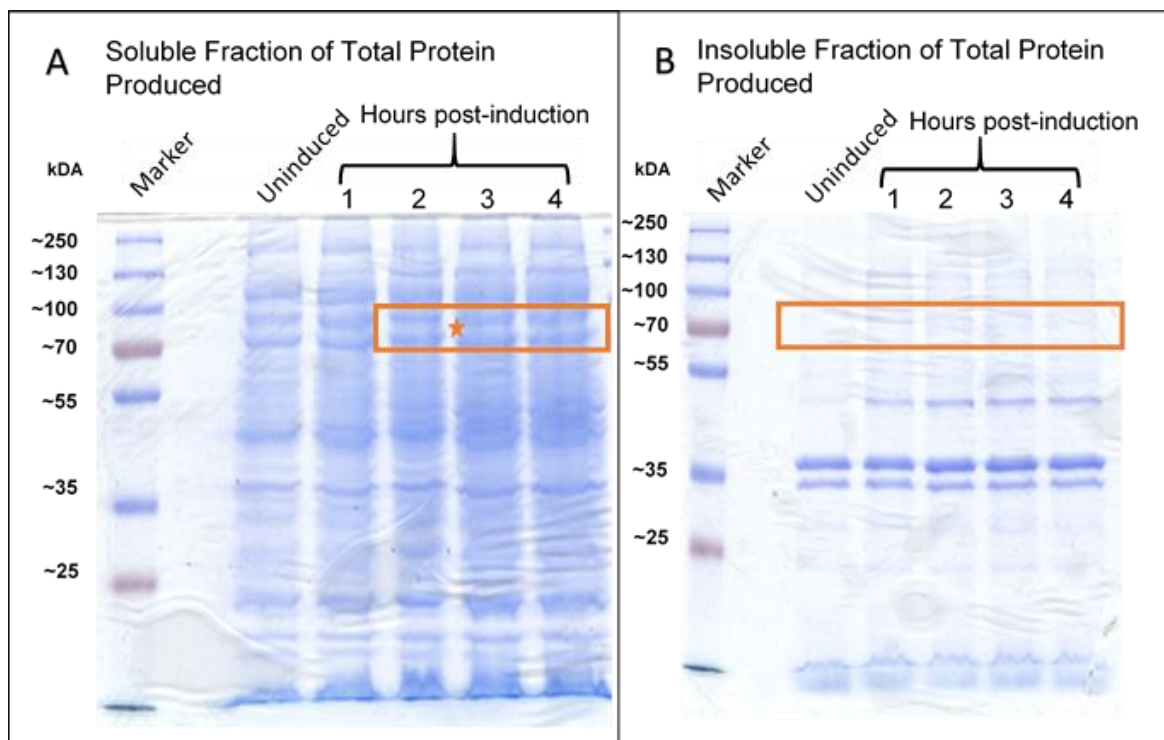 A
Soluble Fraction of Total Protein
Produced
Hours post-induction
kDA
Marker
Uninduced
1
2
3
4
~250
~130
~100
~70
~55
~35
~25
B
Insoluble Fraction of Total Protein
Produced
Hours post-induction
kDA
Marker
Uninduced
1
2
3
4
~250
~130
~100
~70
~55
~35
~25